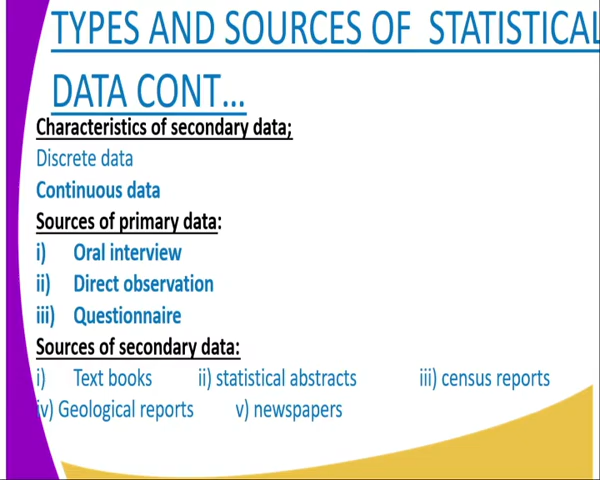 TYPES AND SOURCES OF STATISTICAL
DATA CONT...
Characteristics of secondary data;
Discrete data
Continuous data
Sources of primary data:
i) Oral interview
ii) Direct observation
iii) Questionnaire
Sources of secondary data:
i) Text books ii) statistical abstracts iii) census reports
iv) Geological reports v) newspapers